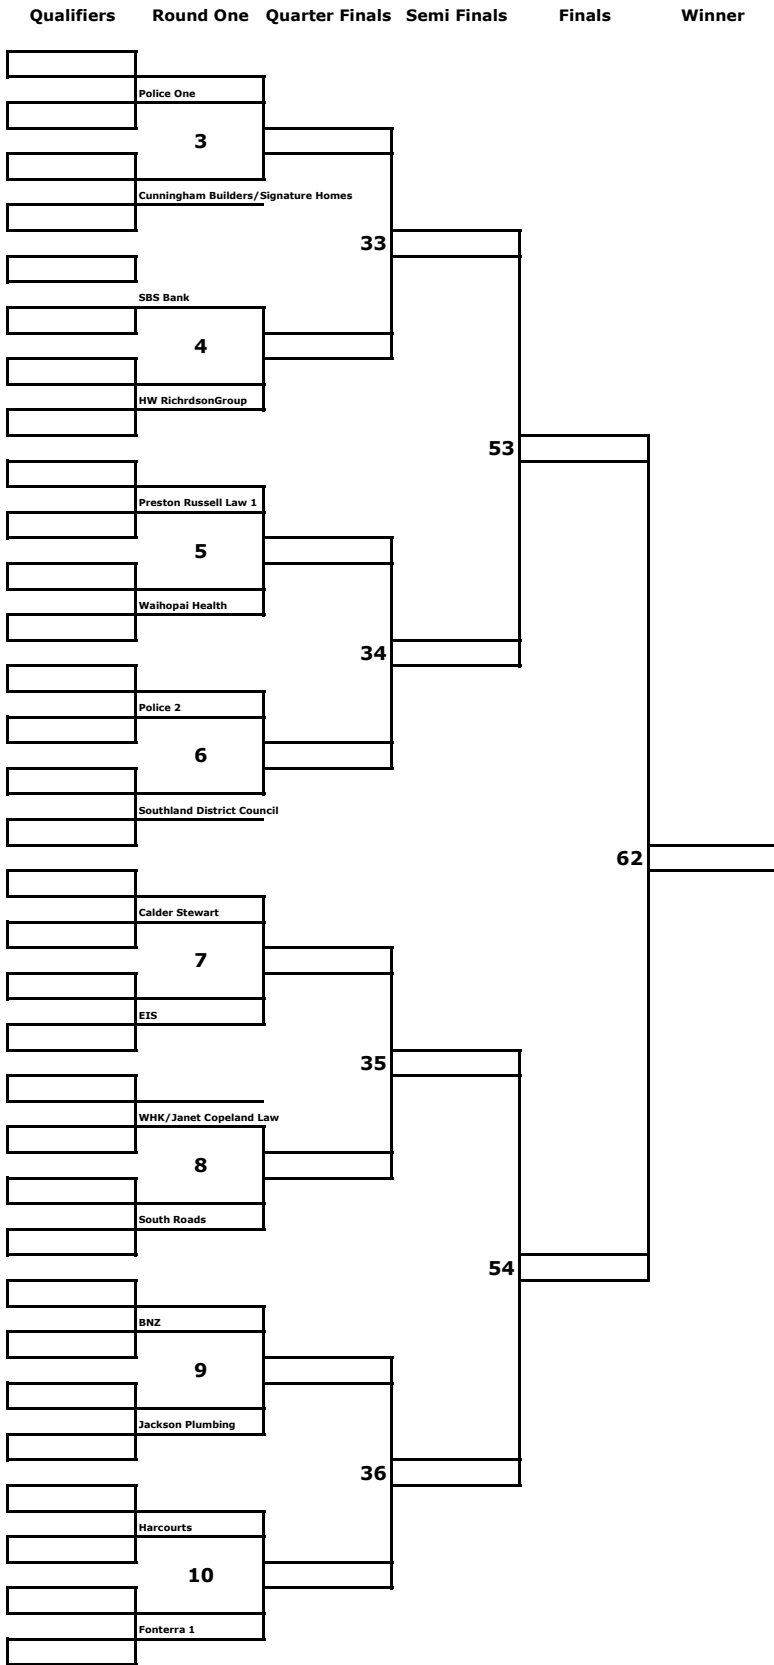 Qualifiers Round One Quarter Finals Semi Finals Finals Winner
Police One
3
Cunningham Builders/Signature Homes
33
SBS Bank
4
HW RichrdsonGroup
53
Preston Russell Law 1
5
Waihopai Health
34
Police 2
6
Southland District Council
62
Calder Stewart
7
EIS
35
WHK/Janet Copeland Law
8
South Roads
54
BNZ
9
Jackson Plumbing
36
Harcourts
10
Fonterra 1